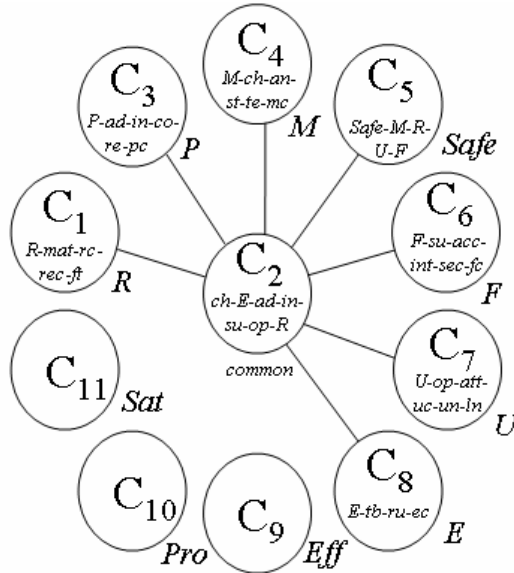 C4
M-ch-an-
st-te-mc
M
C3
P-ad-in-co-
re-pc
P
C5
Safe-M-R-
U-F
Safe
C1
R-mat-rc-
rec-ft
R
C6
F-su-acc-
int-sec-fc
F
C2
ch-E-ad-in-
su-op-R
common
C7
U-op-att-
uc-un-ln
U
C11
Sat
C8
E-tb-ru-ec
E
C10
Pro
C9
Eff